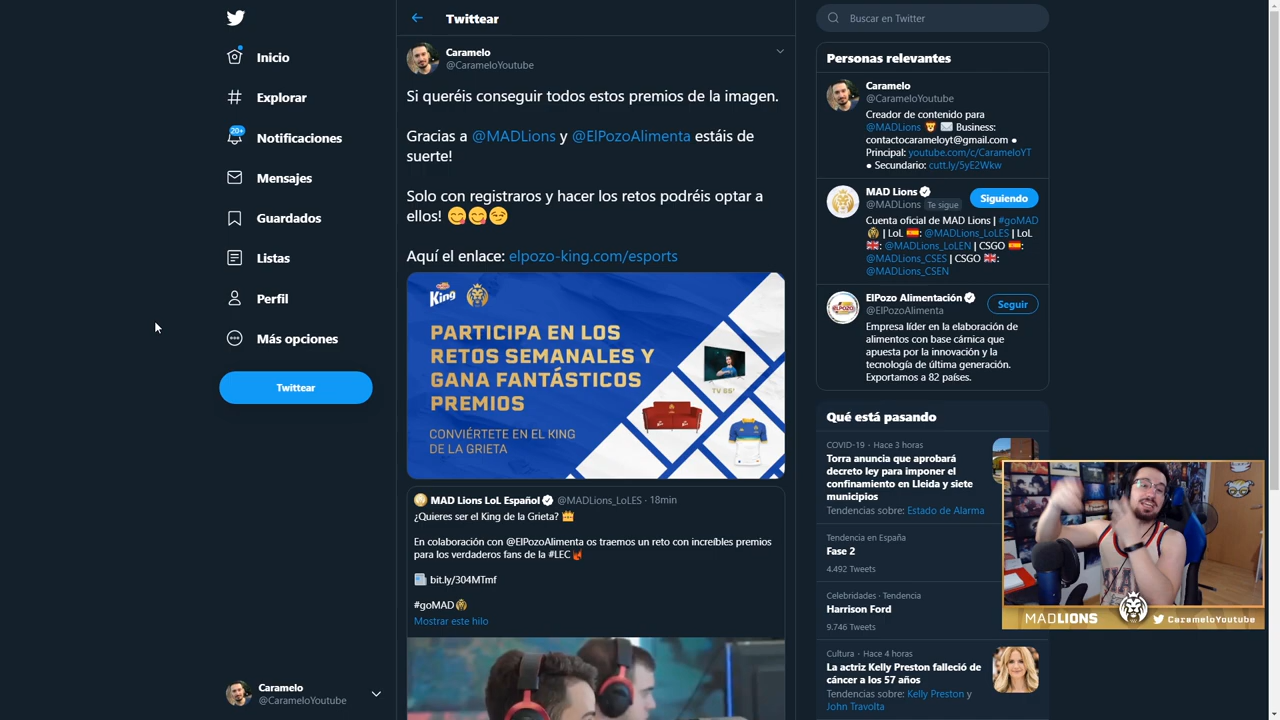 Inicio
Explorar
20+
Notificaciones
Mensajes
Guardados
Listas
Perfil
Más opciones
Twittear
Caramelo
@CarameloYoutube
Twittear
Caramelo
@CarameloYoutube
Si queréis conseguir todos estos premios de la imagen.
Gracias a @MADLions y @ElPozoAlimenta estáis de
suerte!
Solo con registraros y hacer los retos podréis optar a
ellos! 😋😋😏
Aquí el enlace: elpozo-king.com/esports
King
PARTICIPA EN LOS
RETOS SEMANALES Y
GANA FANTÁSTICOS
PREMIOS
CONVIÉRTETE EN EL KING
DE LA GRIETA
TV 65'
MAD Lions LoL Español @MADLions_LoLES · 18min
¿Quieres ser el King de la Grieta? 👑
En colaboración con @ElPozoAlimenta os traemos un reto con increíbles premios
para los verdaderos fans de la #LEC
bit.ly/304MTmf
#goMAD
Mostrar este hilo
Buscar en Twitter
Personas relevantes
Caramelo
@CarameloYoutube
Creador de contenido para
@MADLions 🦁 ✉️ Business:
contactocarameloyt@gmail.com ●
Principal: youtube.com/c/CarameloYT
● Secundario: cutt.ly/5yE2Wkw
MAD Lions
@MADLions Te sigue
Siguiendo
Cuenta oficial de MAD Lions | #goMAD
| LoL 🇪🇸: @MADLions_LoLES | LoL
🇬🇧: @MADLions_LoLEN | CSGO 🇪🇸:
@MADLions_CSES | CSGO 🇬🇧:
@MADLions_CSEN
ElPozo Alimentación
@ElPozoAlimenta
Seguir
Empresa líder en la elaboración de
alimentos con base cárnica que
apuesta por la innovación y la
tecnología de última generación.
Exportamos a 82 países.
Qué está pasando
COVID-19 · Hace 3 horas
Torra anuncia que aprobará
decreto ley para imponer el
confinamiento en Lleida y siete
municipios
Tendencias sobre: Estado de Alarma
Tendencia en España
Fase 2
4.492 Tweets
Celebridades · Tendencia
Harrison Ford
9.746 Tweets
Cultura · Hace 4 horas
La actriz Kelly Preston falleció de
cáncer a los 57 años
Tendencias sobre: Kelly Preston y
John Travolta
MADLIONS
CarameloYoutube